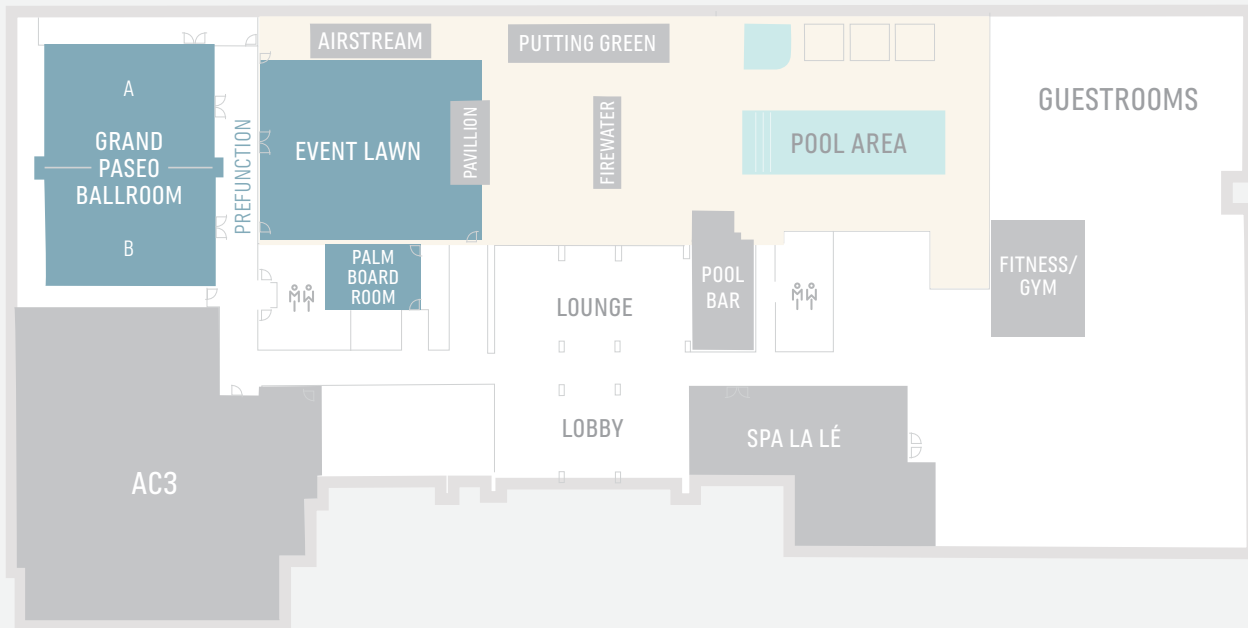 AIRSTREAM
PUTTING GREEN
A
GRAND
PASEO
BALLROOM
B
PREFUNCTION
EVENT LAWN
PAVILLION
FIREWATER
POOL AREA
GUESTROOMS
PALM
BOARD
ROOM
LOUNGE
POOL
BAR
FITNESS/
GYM
LOBBY
SPA LA LÉ
AC3